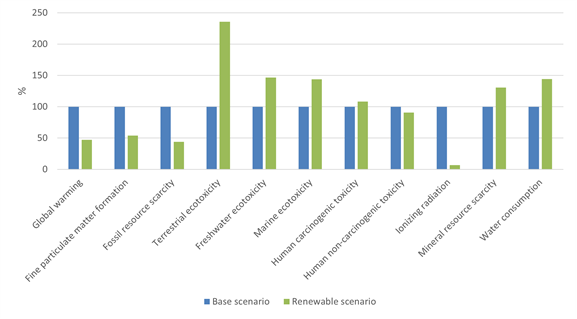 250
200
150
100
50
0
%
Global warming
Fine particulate matter formation
Fossil resource scarcity
Terrestrial ecotoxicity
Freshwater ecotoxicity
Marine ecotoxicity
Human carcinogenic toxicity
Human non-carcinogenic toxicity
Ionizing radiation
Mineral resource scarcity
Water consumption
Base scenario Renewable scenario